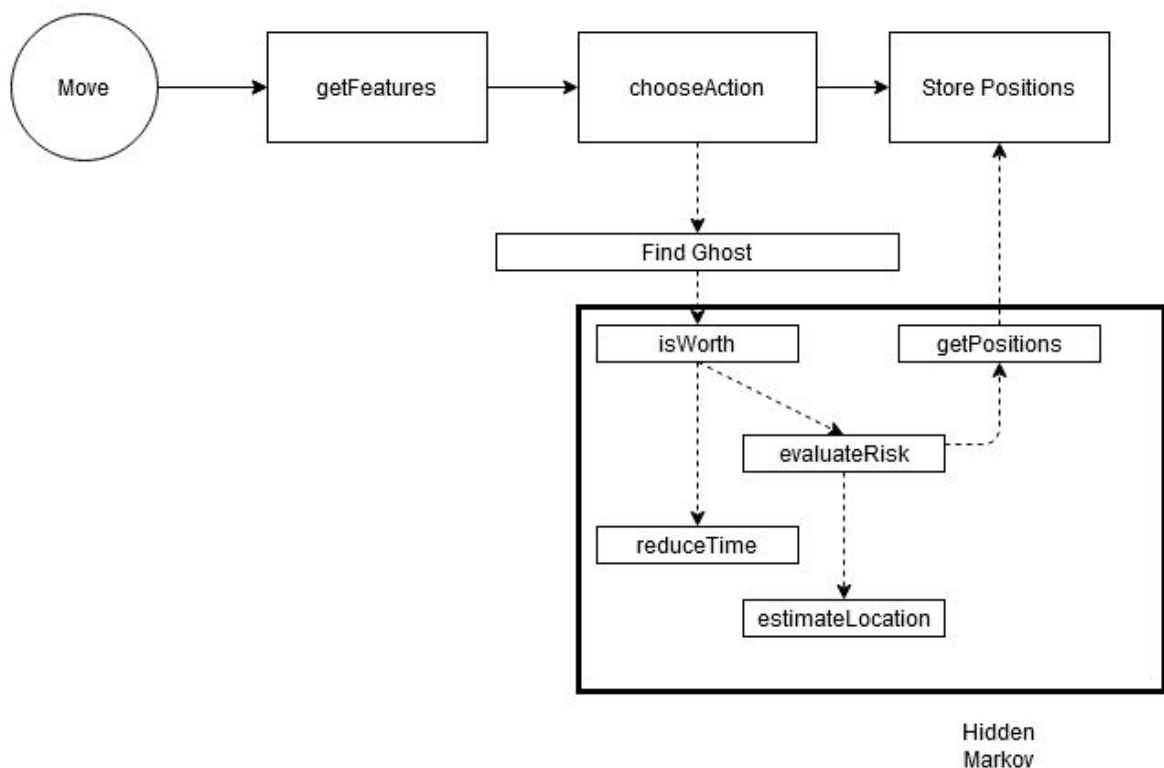 Move
getFeatures
chooseAction
Store Positions
Find Ghost
isWorth
getPositions
evaluateRisk
reduceTime
estimateLocation
Hidden
Markov